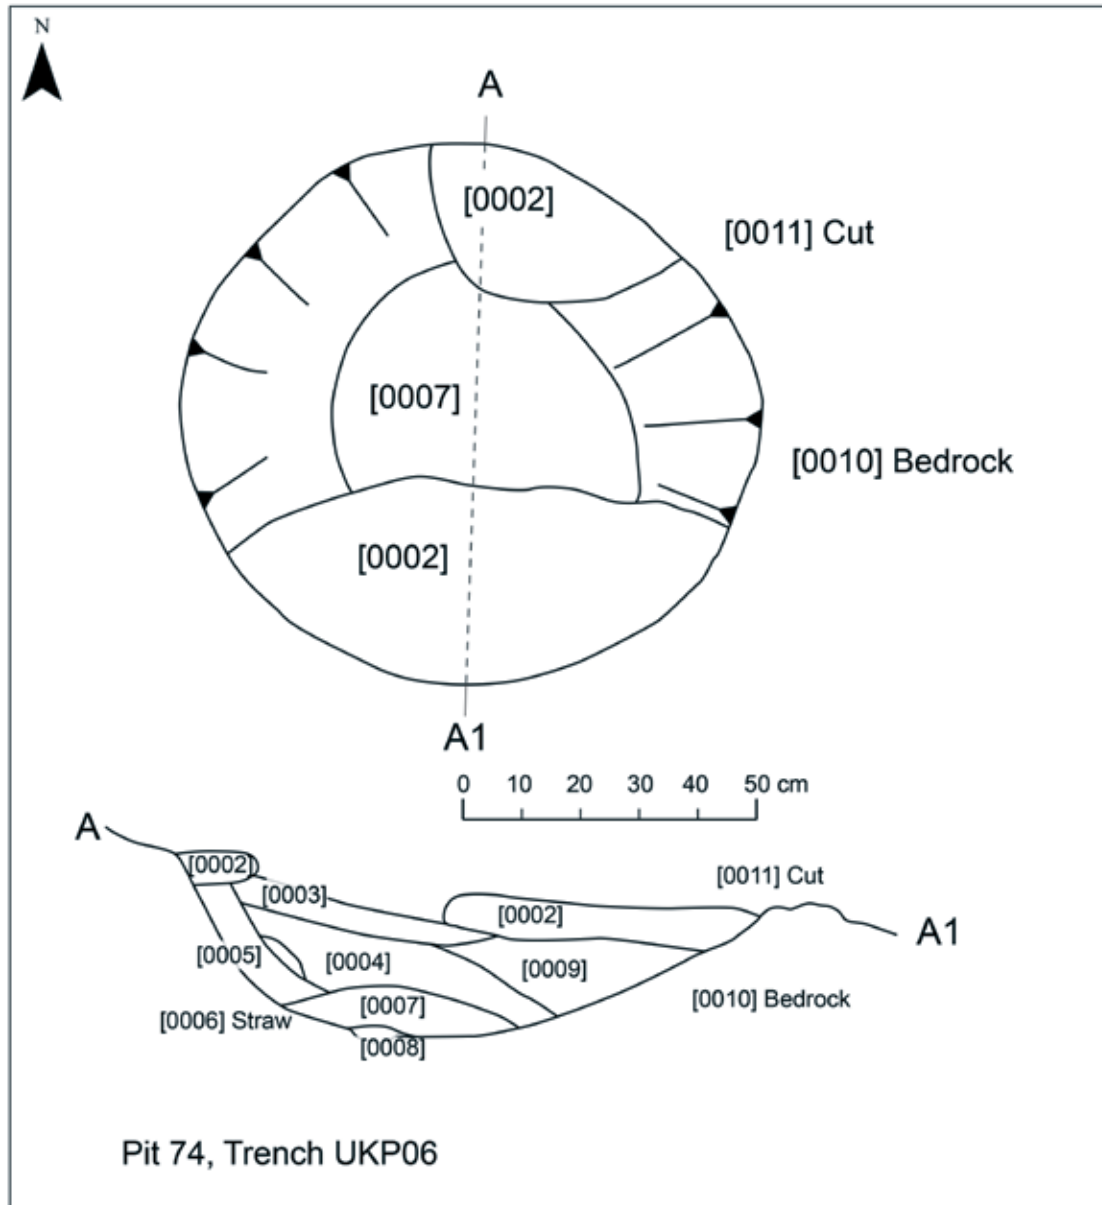 N
A
[0002]
[0011] Cut
[0007]
[0010] Bedrock
[0002]
A1
0 10 20 30 40 50 cm
A
[0002]
[0011] Cut
[0003]
[0002]
A1
[0005]
[0004]
[0009]
[0007]
[0010] Bedrock
[0006] Straw
[0008]
Pit 74, Trench UKP06